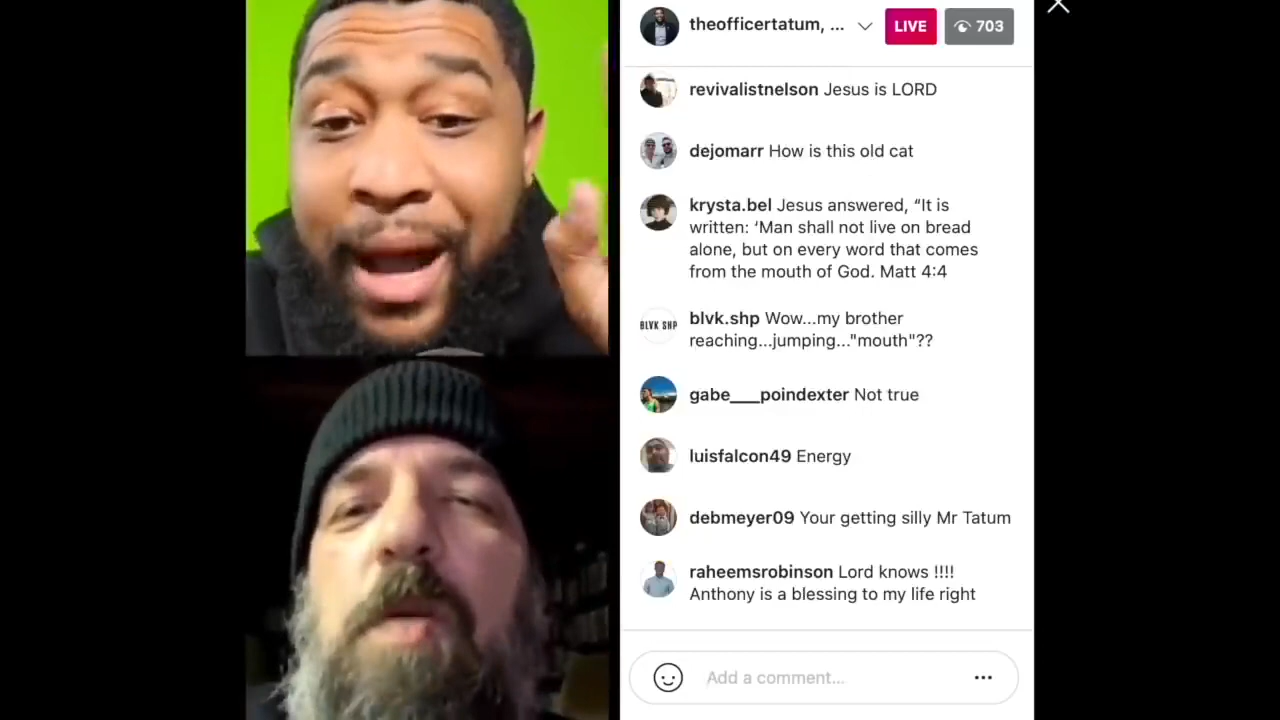 theofficertatum, ...
LIVE
703
revivalistnelson Jesus is LORD
dejomarr How is this old cat
krysta.bel Jesus answered, “It is
written: ‘Man shall not live on bread
alone, but on every word that comes
from the mouth of God. Matt 4:4
BLVK SHP
blvk.shp Wow...my brother
reaching...jumping..."mouth"??
gabe___poindexter Not true
luisfalcon49 Energy
debmeyer09 Your getting silly Mr Tatum
raheemsrobinson Lord knows !!!!
Anthony is a blessing to my life right
Add a comment...